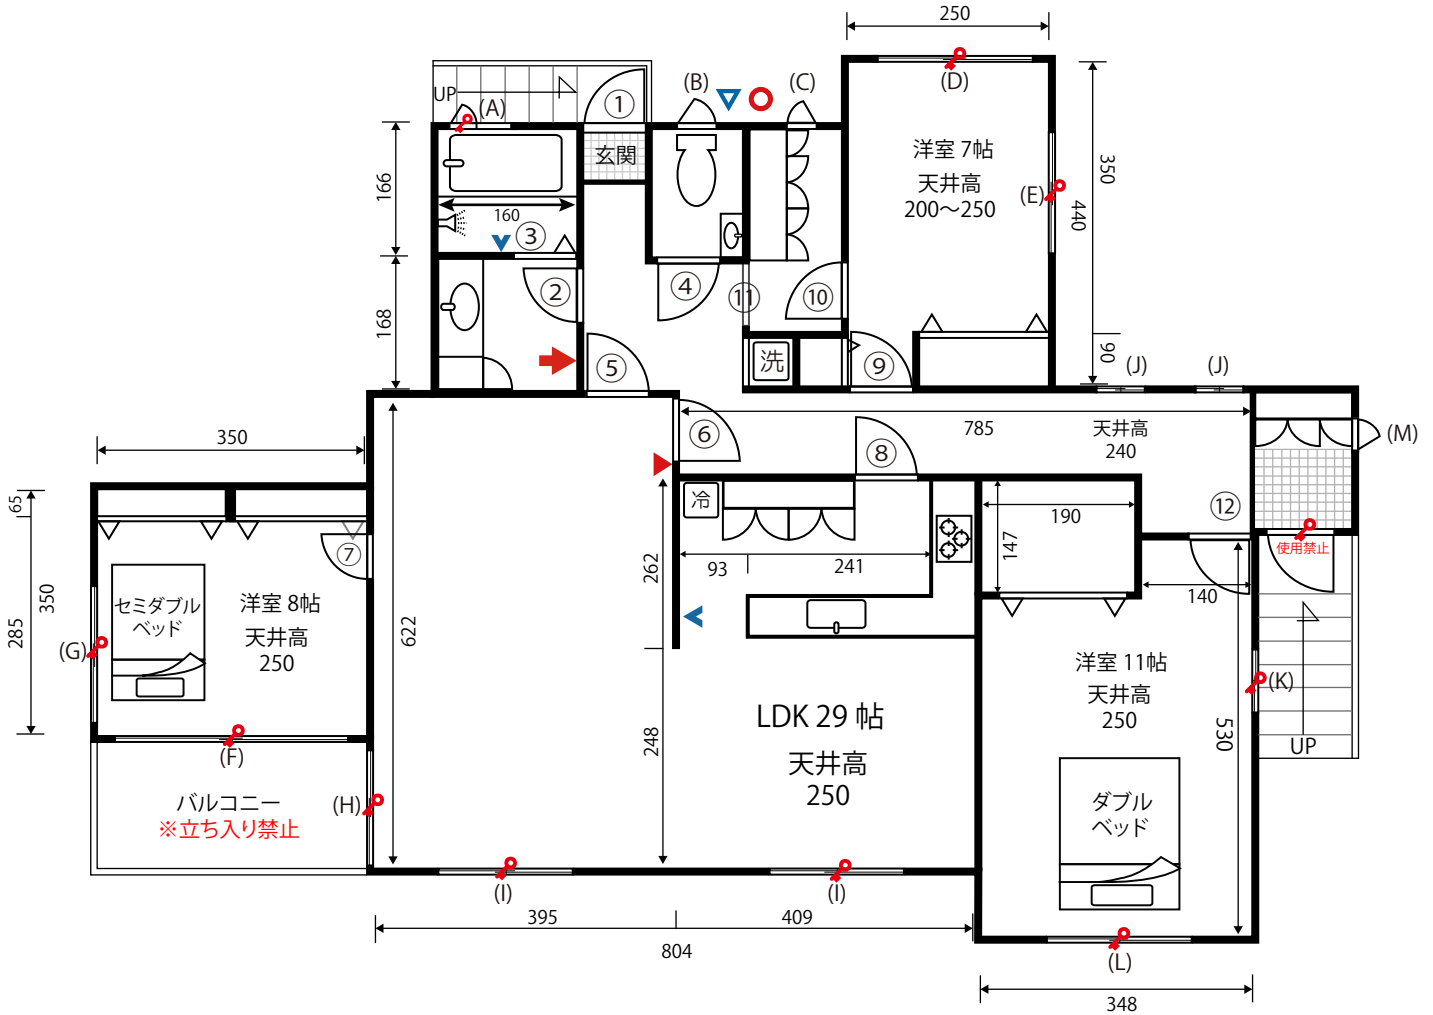 250
UP
(A)
①
(B)
(C)
(D)
玄関
洋室 7帖
天井高
200〜250
(E)
350
440
90
166
160
③
168
②
④
⑪
⑩
洗
⑤
⑨
(J)
(J)
⑥
785
天井高
240
⑧
(M)
350
65
350
285
⑦
セミダブル
ベッド
洋室 8帖
天井高
250
(G)
(F)
バルコニー
※立ち入り禁止
(H)
622
冷
262
93
241
248
190
147
⑫
使用禁止
140
洋室 11帖
天井高
250
(K)
530
UP
LDK 29 帖
天井高
250
ダブル
ベッド
(I)
(I)
395
409
804
(L)
348